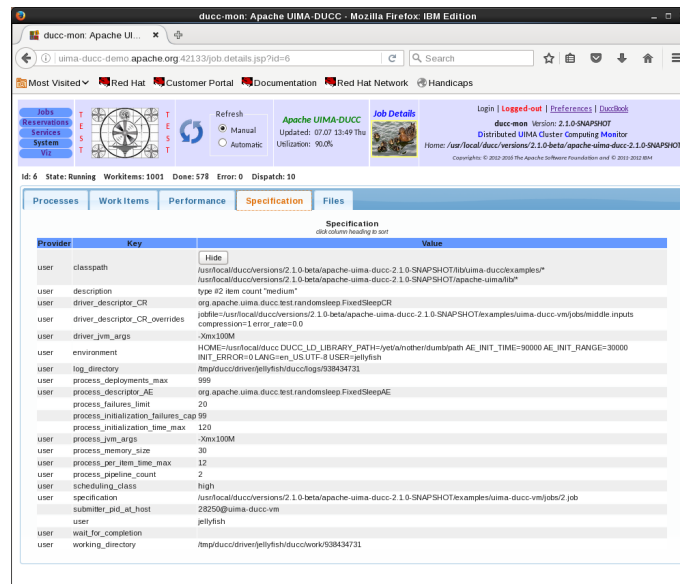 ducc-mon: Apache UIMA-DUCC - Mozilla Firefox: IBM Edition
ducc-mon: Apache UI...
uima-ducc-demo.apache.org:42133/job.details.jsp?id=6
Search
Most Visited
Red Hat
Customer Portal
Documentation
Red Hat Network
Handicaps
Jobs
Reservations
Services
System
Viz
TEST
TEST
Refresh
Manual
Automatic
Apache UIMA-DUCC
Updated: 07.07 13:49 Thu
Utilization: 90.0%
Job Details
Login | Logged-out | Preferences | DuccBook
ducc-mon Version: 2.1.0-SNAPSHOT
Distributed UIMA Cluster Computing Monitor
Home: /usr/local/ducc/versions/2.1.0-beta/apache-uima-ducc-2.1.0-SNAPSHOT
Copyrights: © 2012-2016 The Apache Software Foundation and © 2011-2012 IBM
Id: 6 State: Running Workitems: 1001 Done: 578 Error: 0 Dispatch: 10
Processes Work Items Performance Specification Files
Specification
click column heading to sort
Provider Key Value
Hide
user classpath /usr/local/ducc/versions/2.1.0-beta/apache-uima-ducc-2.1.0-SNAPSHOT/lib/uima-ducc/examples/*
/usr/local/ducc/versions/2.1.0-beta/apache-uima-ducc-2.1.0-SNAPSHOT/apache-uima/lib/*
user description type #2 item count "medium"
user driver_descriptor_CR org.apache.uima.ducc.test.randomsleep.FixedSleepCR
user driver_descriptor_CR_overrides jobfile=/usr/local/ducc/versions/2.1.0-beta/apache-uima-ducc-2.1.0-SNAPSHOT/examples/uima-ducc-vm/jobs/middle.inputs
compression=1 error_rate=0.0
user driver_jvm_args -Xmx100M
user environment HOME=/usr/local/ducc DUCC_LD_LIBRARY_PATH=/yet/a/nother/dumb/path AE_INIT_TIME=90000 AE_INIT_RANGE=30000
INIT_ERROR=0 LANG=en_US.UTF-8 USER=jellyfish
user log_directory /tmp/ducc/driver/jellyfish/ducc/logs/938434731
user process_deployments_max 999
user process_descriptor_AE org.apache.uima.ducc.test.randomsleep.FixedSleepAE
process_failures_limit 20
process_initialization_failures_cap 99
process_initialization_time_max 120
user process_jvm_args -Xmx100M
user process_memory_size 30
user process_per_item_time_max 12
user process_pipeline_count 2
user scheduling_class high
user specification /usr/local/ducc/versions/2.1.0-beta/apache-uima-ducc-2.1.0-SNAPSHOT/examples/uima-ducc-vm/jobs/2.job
submitter_pid_at_host 28250@uima-ducc-vm
user jellyfish
user wait_for_completion
user working_directory /tmp/ducc/driver/jellyfish/ducc/work/938434731